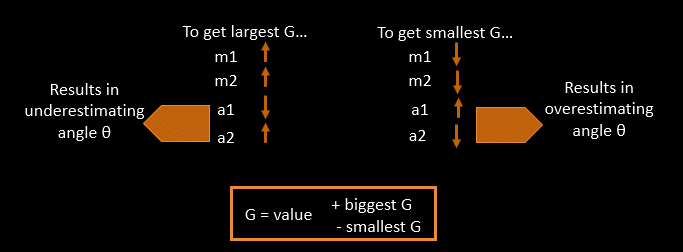 To get largest G...
m1
m2
a1
a2
Results in
underestimating
angle θ
To get smallest G...
m1
m2
a1
a2
Results in
overestimating
angle θ
G = value + biggest G
- smallest G